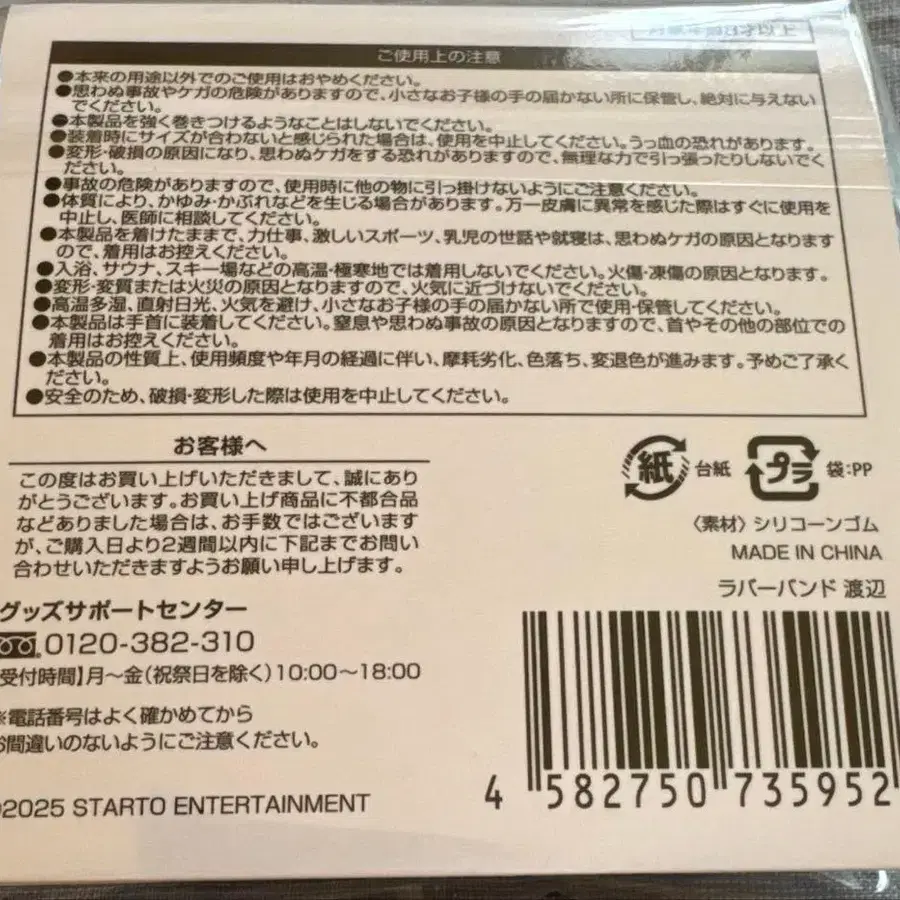 ご使用上の注意
●本来の用途以外でのご使用はおやめください。
●思わぬ事故やケガの危険がありますので、小さなお子様の手の届かない所に保管し、絶対に与えない
でください。
●本製品を強く巻きつけるようなことはしないでください。
●装着時にサイズが合わないと感じられた場合は、使用を中止してください。うっ血の恐れがあります。
●変形・破損の原因になり、思わぬケガをする恐れがありますので、無理な力で引っ張ったりしないでく
ださい。
●事故の危険がありますので、使用時に他の物に引っ掛けないようにご注意ください。
●体質により、かゆみ・かぶれなどを生じる場合があります。万一皮膚に異常を感じた際はすぐに使用を
中止し、医師に相談してください。
●本製品を着けたままで、力仕事、激しいスポーツ、乳児の世話や就寝は、思わぬケガの原因となります
ので、着用はお控えください。
●入浴、サウナ、スキー場などの高温・極寒地では着用しないでください。火傷・凍傷の原因となります。
●変形・変質または火災の原因となりますので、火気に近づけないでください。
●高温多湿、直射日光、火気を避け、小さなお子様の手の届かない所で使用・保管してください。
●本製品は手首に装着してください。窒息や思わぬ事故の原因となりますので、首やその他の部位での
着用はお控えください。
●本製品の性質上、使用頻度や年月の経過に伴い、摩耗劣化、色落ち、変退色が進みます。予めご了承く
ださい。
●安全のため、破損・変形した際は使用を中止してください。
お客様へ
この度はお買い上げいただきまして、誠にあり
がとうございます。お買い上げ商品に不都合品
などありました場合は、お手数ではございます
が、ご購入日より2週間以内に下記までお問い
合わせいただきますようお願い申し上げます。
グッズサポートセンター
0120-382-310
受付時間】月〜金(祝祭日を除く)10:00〜18:00
※電話番号はよく確かめてから
お間違いのないようにご注意ください。
©2025 STARTO ENTERTAINMENT
紙 台紙 プラ 袋:PP
〈素材〉シリコーンゴム
MADE IN CHINA
ラバーバンド 渡辺
4 582750 735952